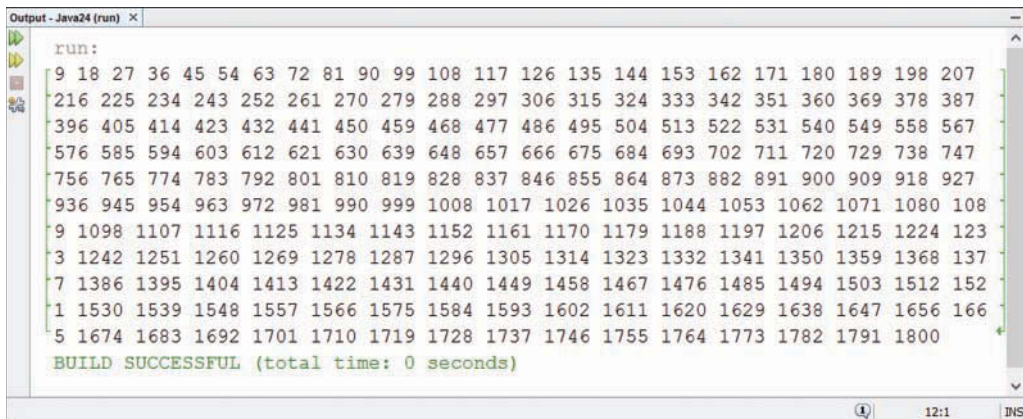 Output - Java24 (run) ×
run:
9 18 27 36 45 54 63 72 81 90 99 108 117 126 135 144 153 162 171 180 189 198 207
216 225 234 243 252 261 270 279 288 297 306 315 324 333 342 351 360 369 378 387
396 405 414 423 432 441 450 459 468 477 486 495 504 513 522 531 540 549 558 567
576 585 594 603 612 621 630 639 648 657 666 675 684 693 702 711 720 729 738 747
756 765 774 783 792 801 810 819 828 837 846 855 864 873 882 891 900 909 918 927
936 945 954 963 972 981 990 999 1008 1017 1026 1035 1044 1053 1062 1071 1080 108
9 1098 1107 1116 1125 1134 1143 1152 1161 1170 1179 1188 1197 1206 1215 1224 123
3 1242 1251 1260 1269 1278 1287 1296 1305 1314 1323 1332 1341 1350 1359 1368 137
7 1386 1395 1404 1413 1422 1431 1440 1449 1458 1467 1476 1485 1494 1503 1512 152
1 1530 1539 1548 1557 1566 1575 1584 1593 1602 1611 1620 1629 1638 1647 1656 166
5 1674 1683 1692 1701 1710 1719 1728 1737 1746 1755 1764 1773 1782 1791 1800
BUILD SUCCESSFUL (total time: 0 seconds)
1 12:1 INS